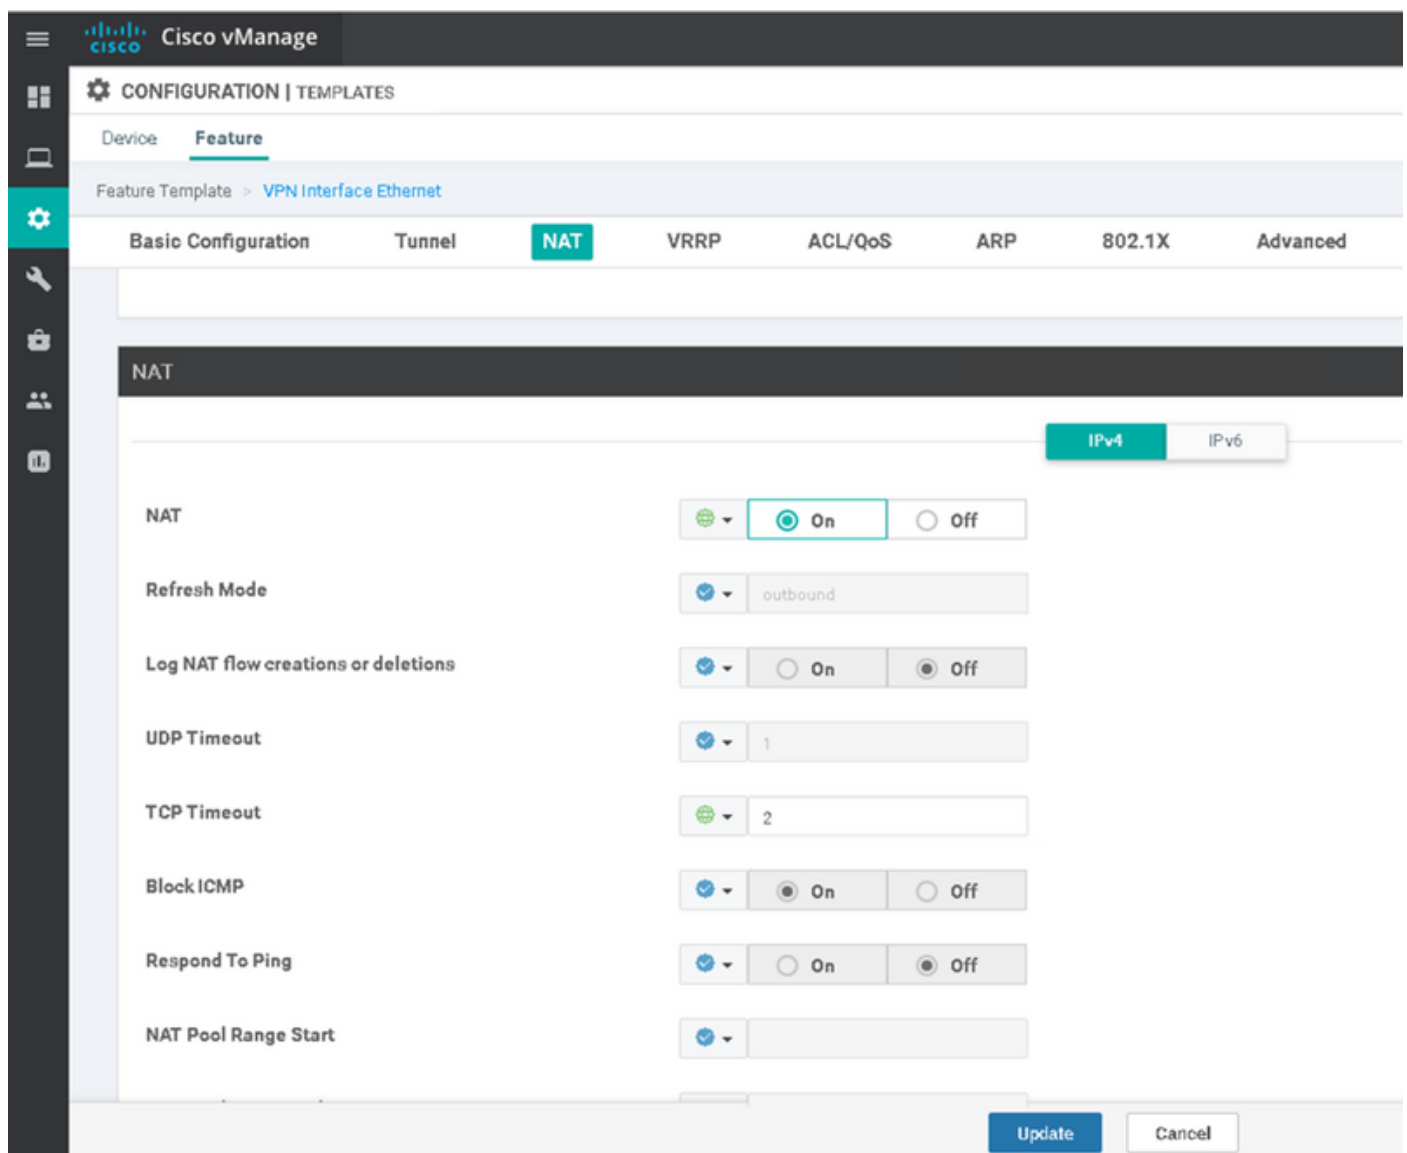 CISCO Cisco vManage
CONFIGURATION | TEMPLATES
Device Feature
Feature Template > VPN Interface Ethernet
Basic Configuration Tunnel NAT VRRP ACL/QoS ARP 802.1X Advanced
NAT
IPv4 IPv6
NAT On Off
Refresh Mode outbound
Log NAT flow creations or deletions On Off
UDP Timeout 1
TCP Timeout 2
Block ICMP On Off
Respond To Ping On Off
NAT Pool Range Start
Update Cancel